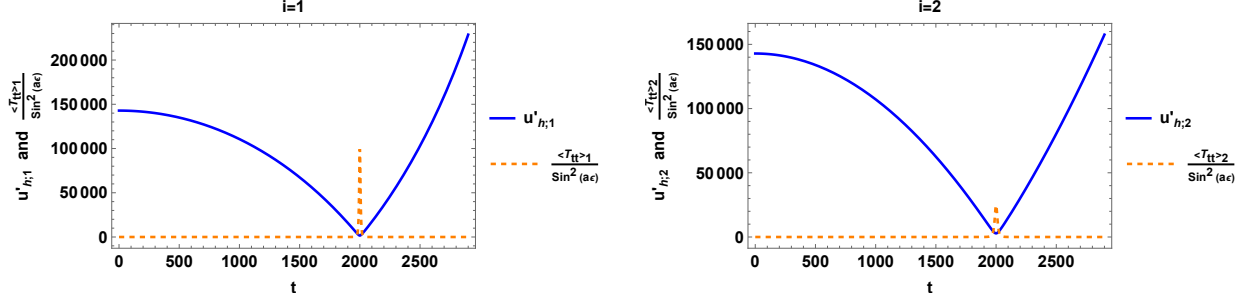 i=1
u'h;1 and <Ttt>1/Sin²(aϵ)
200 000
150 000
100 000
50 000
0
0 500 1000 1500 2000 2500
t
u'h;1
<Ttt>1/Sin²(aϵ)
i=2
u'h;2 and <Ttt>2/Sin²(aϵ)
150 000
100 000
50 000
0
0 500 1000 1500 2000 2500
t
u'h;2
<Ttt>2/Sin²(aϵ)